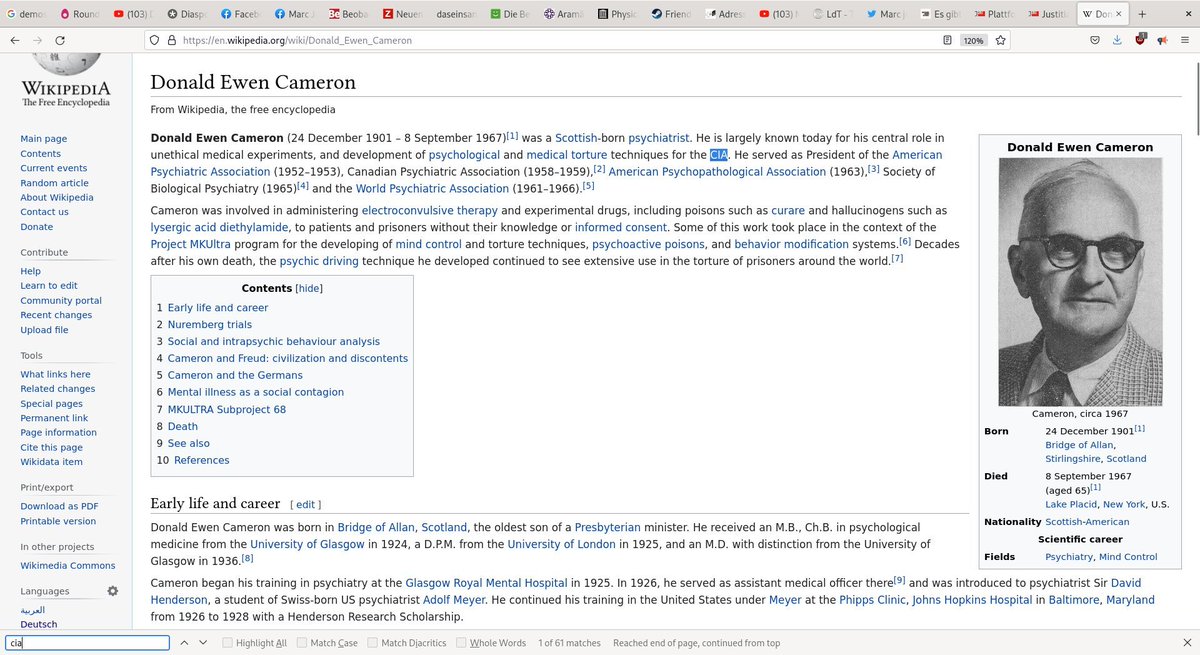 demos
Round
(103)
Diasp
Faceb
Marc J
Beoba
Neuen
daseinsan
Die Be
Aramä
Physic
Friend
Adres
(103) M
LdT - T
Marc j
Es gib
Plattf
Justiti
Don
https://en.wikipedia.org/wiki/Donald_Ewen_Cameron
120%
WIKIPEDIA
The Free Encyclopedia
Main page
Contents
Current events
Random article
About Wikipedia
Contact us
Donate
Contribute
Help
Learn to edit
Community portal
Recent changes
Upload file
Tools
What links here
Related changes
Special pages
Permanent link
Page information
Cite this page
Wikidata item
Print/export
Download as PDF
Printable version
In other projects
Wikimedia Commons
Languages
العربية
Deutsch
Donald Ewen Cameron
From Wikipedia, the free encyclopedia
Donald Ewen Cameron (24 December 1901 – 8 September 1967)[1] was a Scottish-born psychiatrist. He is largely known today for his central role in
unethical medical experiments, and development of psychological and medical torture techniques for the CIA. He served as President of the American
Psychiatric Association (1952–1953), Canadian Psychiatric Association (1958–1959),[2] American Psychopathological Association (1963),[3] Society of
Biological Psychiatry (1965)[4] and the World Psychiatric Association (1961–1966).[5]
Cameron was involved in administering electroconvulsive therapy and experimental drugs, including poisons such as curare and hallucinogens such as
lysergic acid diethylamide, to patients and prisoners without their knowledge or informed consent. Some of this work took place in the context of the
Project MKUltra program for the developing of mind control and torture techniques, psychoactive poisons, and behavior modification systems.[6] Decades
after his own death, the psychic driving technique he developed continued to see extensive use in the torture of prisoners around the world.[7]
Contents [hide]
1 Early life and career
2 Nuremberg trials
3 Social and intrapsychic behaviour analysis
4 Cameron and Freud: civilization and discontents
5 Cameron and the Germans
6 Mental illness as a social contagion
7 MKULTRA Subproject 68
8 Death
9 See also
10 References
Donald Ewen Cameron
Cameron, circa 1967
Born 24 December 1901[1]
Bridge of Allan,
Stirlingshire, Scotland
Died 8 September 1967
(aged 65)[1]
Lake Placid, New York, U.S.
Nationality Scottish-American
Scientific career
Fields Psychiatry, Mind Control
Early life and career [ edit ]
Donald Ewen Cameron was born in Bridge of Allan, Scotland, the oldest son of a Presbyterian minister. He received an M.B., Ch.B. in psychological
medicine from the University of Glasgow in 1924, a D.P.M. from the University of London in 1925, and an M.D. with distinction from the University of
Glasgow in 1936.[8]
Cameron began his training in psychiatry at the Glasgow Royal Mental Hospital in 1925. In 1926, he served as assistant medical officer there[9] and was introduced to psychiatrist Sir David
Henderson, a student of Swiss-born US psychiatrist Adolf Meyer. He continued his training in the United States under Meyer at the Phipps Clinic, Johns Hopkins Hospital in Baltimore, Maryland
from 1926 to 1928 with a Henderson Research Scholarship.
cia
Highlight All
Match Case
Match Diacritics
Whole Words
1 of 61 matches
Reached end of page, continued from top